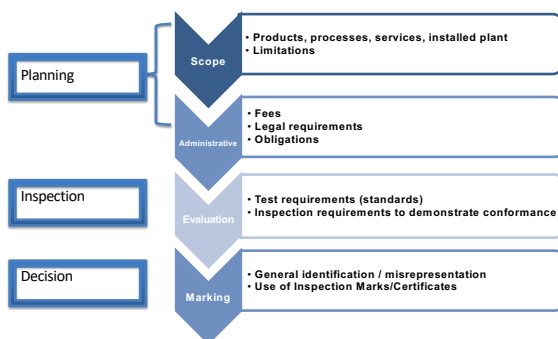 Planning
Scope
• Products, processes, services, installed plant
• Limitations
Administrative
• Fees
• Legal requirements
• Obligations
Inspection
Evaluation
• Test requirements (standards)
• Inspection requirements to demonstrate conformance
Decision
Marking
• General identification / misrepresentation
• Use of Inspection Marks/Certificates